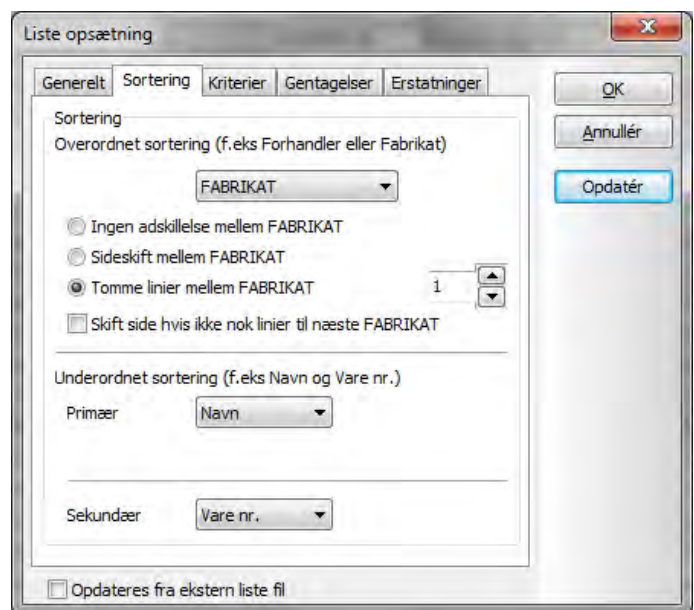 Liste opsætning
Generelt Sortering Kriterier Gentagelser Erstatninger
OK
Annullér
Opdatér
Sortering
Overordnet sortering (f.eks Forhandler eller Fabrikat)
FABRIKAT
Ingen adskillelse mellem FABRIKAT
Sideskift mellem FABRIKAT
Tomme linier mellem FABRIKAT 1
Skift side hvis ikke nok linier til næste FABRIKAT
Underordnet sortering (f.eks Navn og Vare nr.)
Primær Navn
Sekundær Vare nr.
Opdateres fra ekstern liste fil